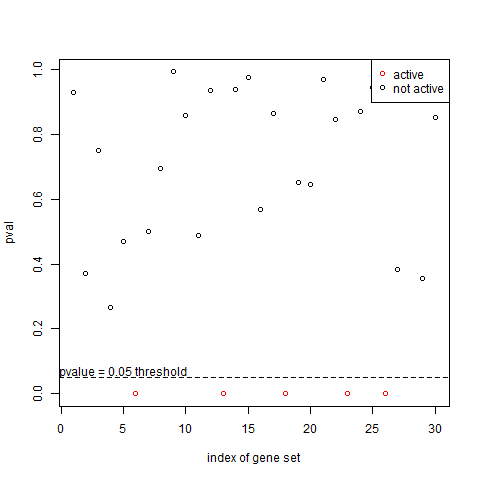 active
not active
pval
1.0
0.8
0.6
0.4
0.2
0.0
pvalue = 0.05 threshold
0 5 10 15 20 25 30
index of gene set